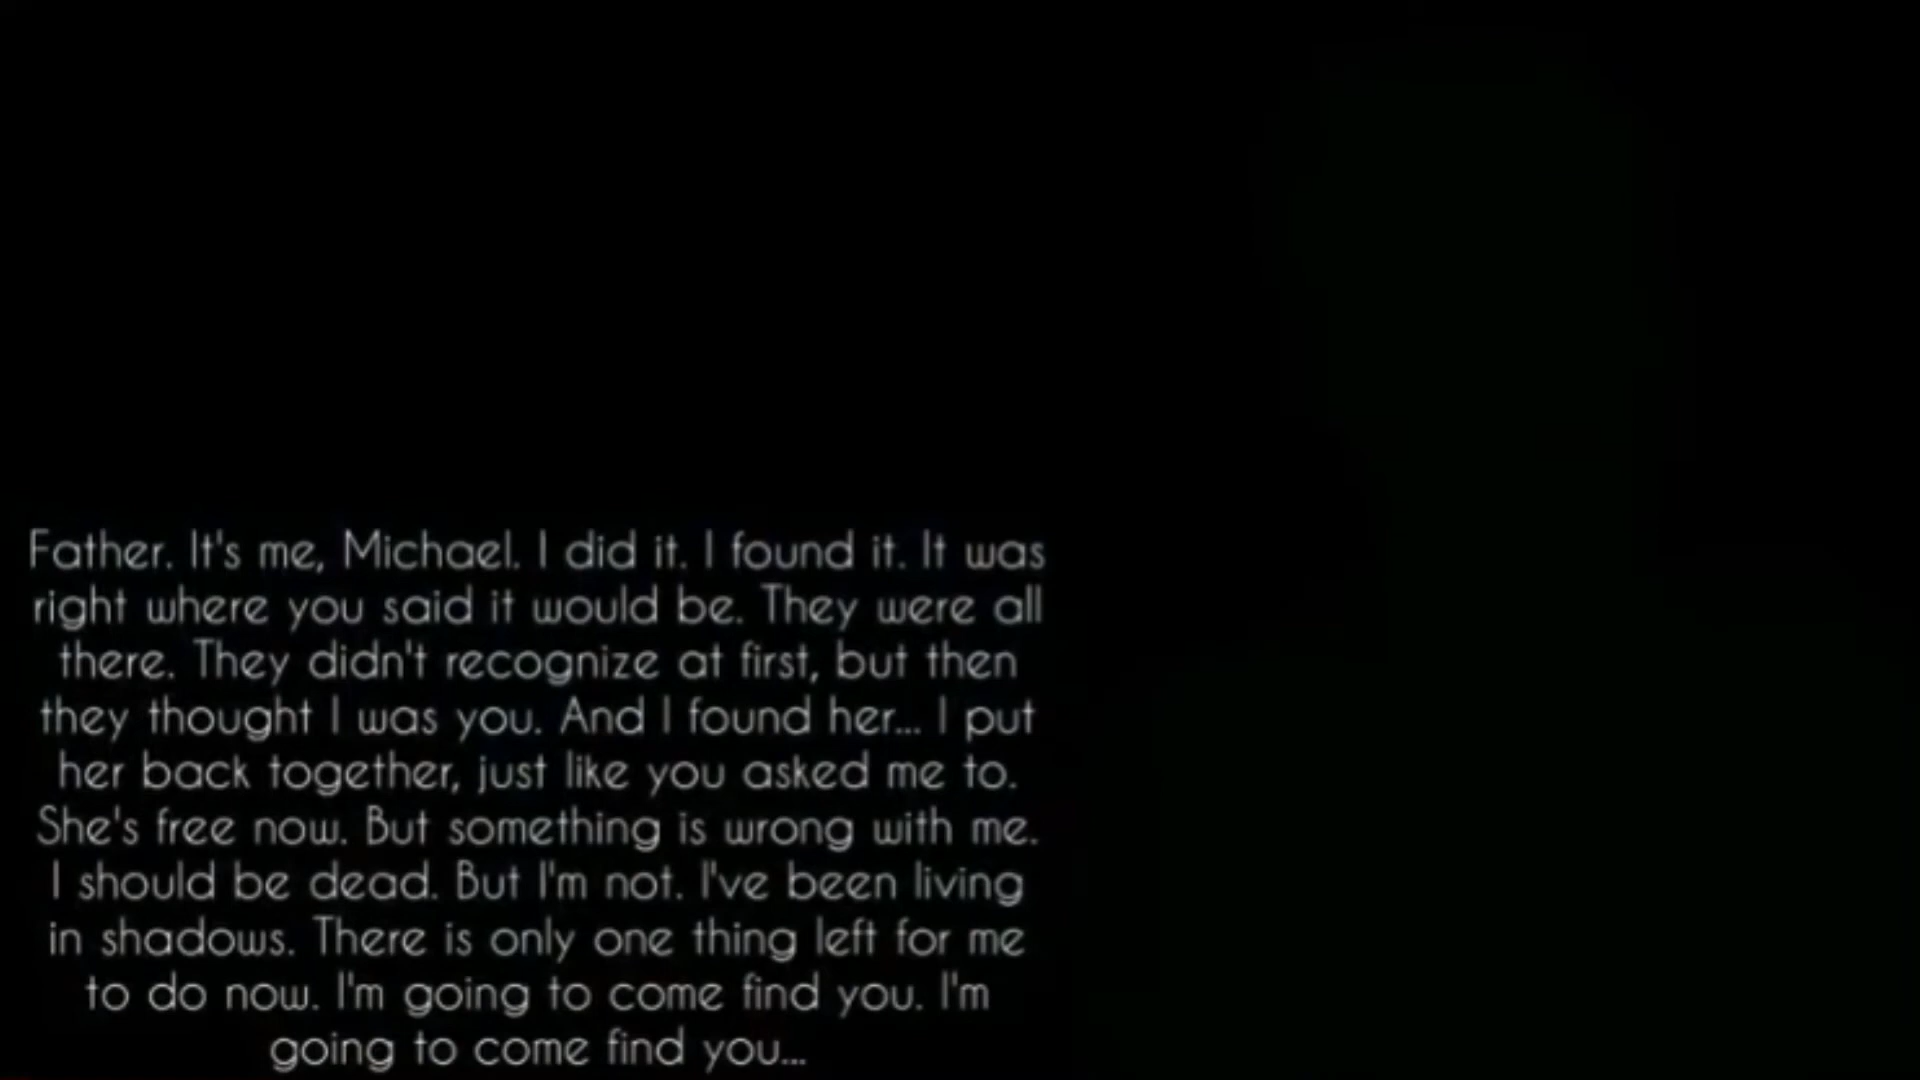 Father. It's me, Michael. I did it. I found it. It was
right where you said it would be. They were all
there. They didn't recognize at first, but then
they thought I was you. And I found her... I put
her back together, just like you asked me to.
She's free now. But something is wrong with me.
I should be dead. But I'm not. I've been living
in shadows. There is only one thing left for me
to do now. I'm going to come find you. I'm
going to come find you...